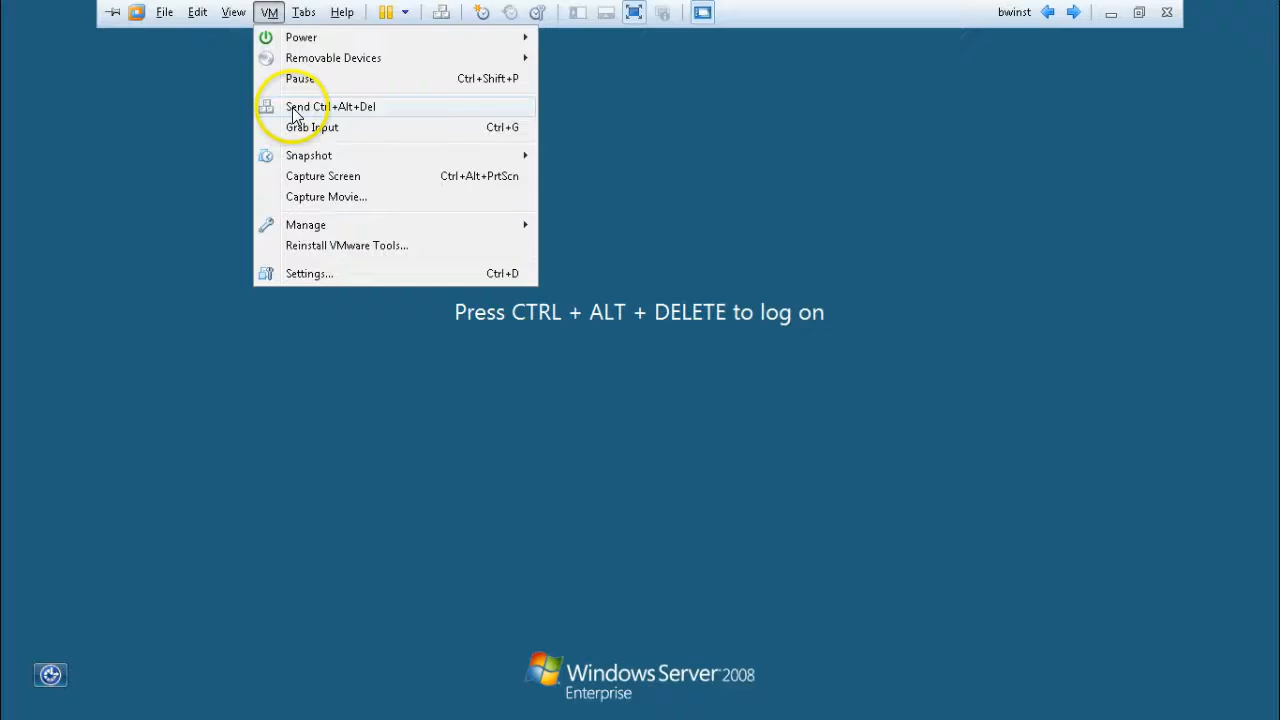 File Edit View VM Tabs Help bwinst
Power
Removable Devices
Pause Ctrl+Shift+P
Send Ctrl+Alt+Del
Grab Input Ctrl+G
Snapshot
Capture Screen Ctrl+Alt+PrtScn
Capture Movie...
Manage
Reinstall VMware Tools...
Settings... Ctrl+D
Press CTRL + ALT + DELETE to log on
Windows Server 2008
Enterprise